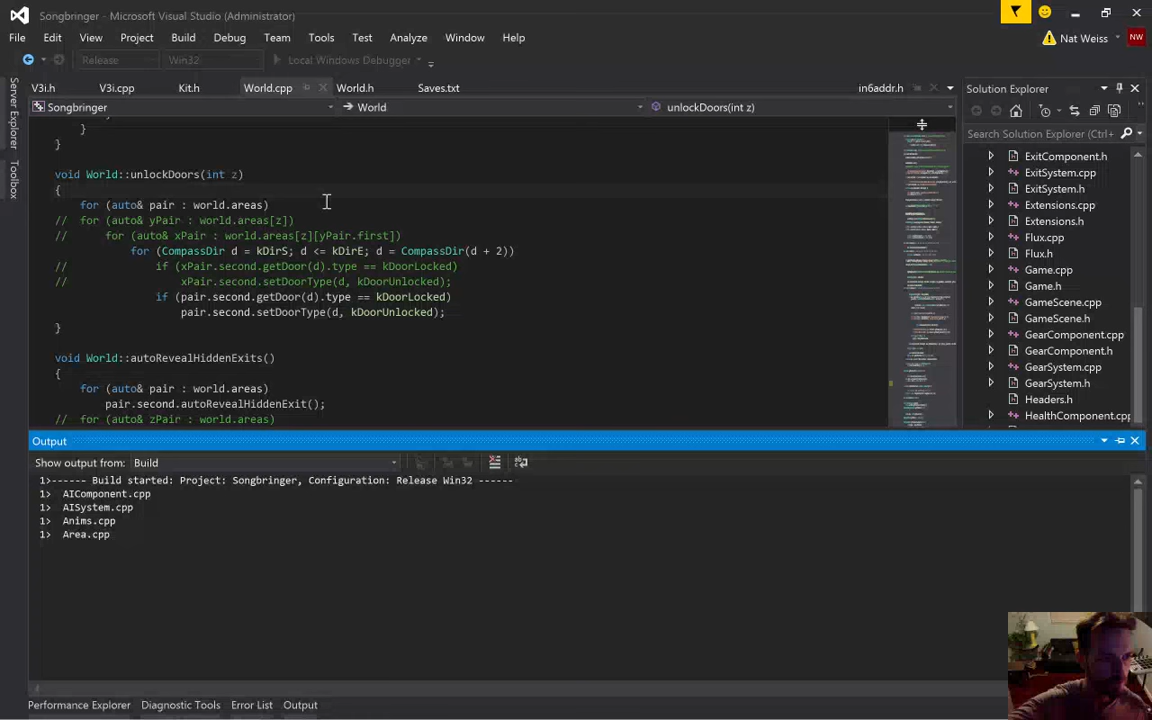 Songbringer - Microsoft Visual Studio (Administrator)
File Edit View Project Build Debug Team Tools Test Analyze Window Help
Nat Weiss NW
Release Win32 Local Windows Debugger
V3i.h V3i.cpp Kit.h World.cpp World.h Saves.txt in6addr.h
Songbringer World unlockDoors(int z)
Server Explorer
Toolbox
}
}
void World::unlockDoors(int z)
{
for (auto& pair : world.areas)
// for (auto& yPair : world.areas[z])
// for (auto& xPair : world.areas[z][yPair.first])
for (CompassDir d = kDirS; d <= kDirE; d = CompassDir(d + 2))
// if (xPair.second.getDoor(d).type == kDoorLocked)
// xPair.second.setDoorType(d, kDoorUnlocked);
if (pair.second.getDoor(d).type == kDoorLocked)
pair.second.setDoorType(d, kDoorUnlocked);
}
void World::autoRevealHiddenExits()
{
for (auto& pair : world.areas)
pair.second.autoRevealHiddenExit();
// for (auto& zPair : world.areas)
Solution Explorer
Search Solution Explorer
ExitComponent.h
ExitSystem.cpp
ExitSystem.h
Extensions.cpp
Extensions.h
Flux.cpp
Flux.h
Game.cpp
Game.h
GameScene.cpp
GameScene.h
GearComponent.cpp
GearComponent.h
GearSystem.cpp
GearSystem.h
Headers.h
HealthComponent.cpp
Output
Show output from: Build
1>------ Build started: Project: Songbringer, Configuration: Release Win32 ------
1> AIComponent.cpp
1> AISystem.cpp
1> Anims.cpp
1> Area.cpp
Performance Explorer Diagnostic Tools Error List Output